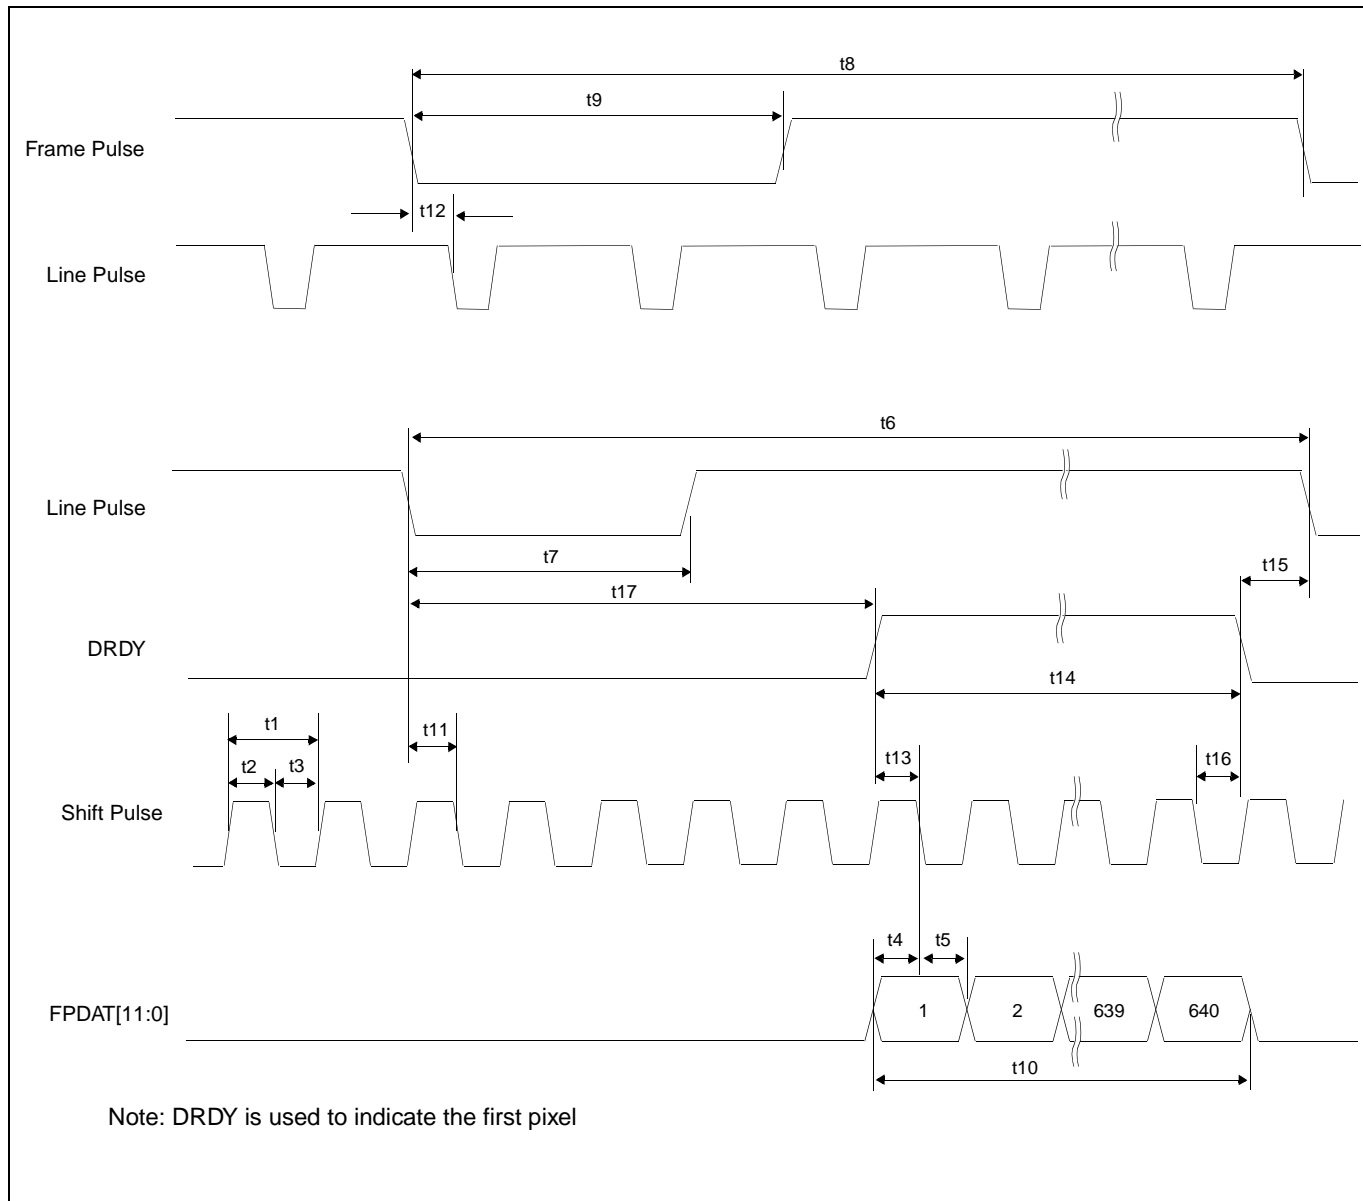 t8
t9
Frame Pulse
t12
Line Pulse
t6
Line Pulse
t7
t15
t17
DRDY
t14
t1
t11
t13
t16
t2
t3
Shift Pulse
t4
t5
FPDAT[11:0]
1
2
639
640
t10
Note: DRDY is used to indicate the first pixel